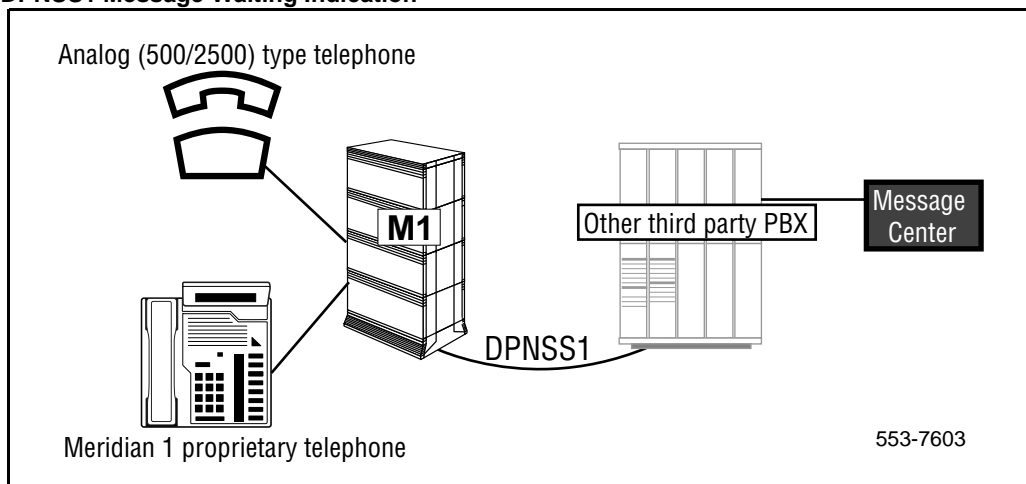 DPNSS1 Message Waiting Indication
Analog (500/2500) type telephone
M1
Other third party PBX
Message
Center
DPNSS1
Meridian 1 proprietary telephone
553-7603